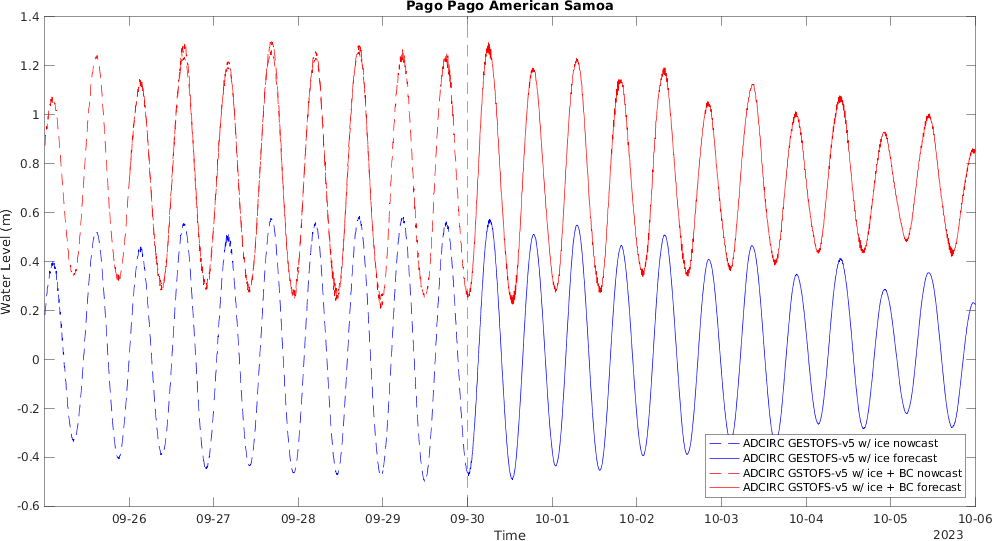 Pago Pago American Samoa
1.4
1.2
1
0.8
0.6
0.4
0.2
0
-0.2
-0.4
-0.6
Water Level (m)
ADCIRC GESTOFS-v5 w/ ice nowcast
ADCIRC GESTOFS-v5 w/ ice forecast
ADCIRC GSTOFS-v5 w/ ice + BC nowcast
ADCIRC GSTOFS-v5 w/ ice + BC forecast
09-26 09-27 09-28 09-29 09-30 10-01 10-02 10-03 10-04 10-05 10-06
Time
2023